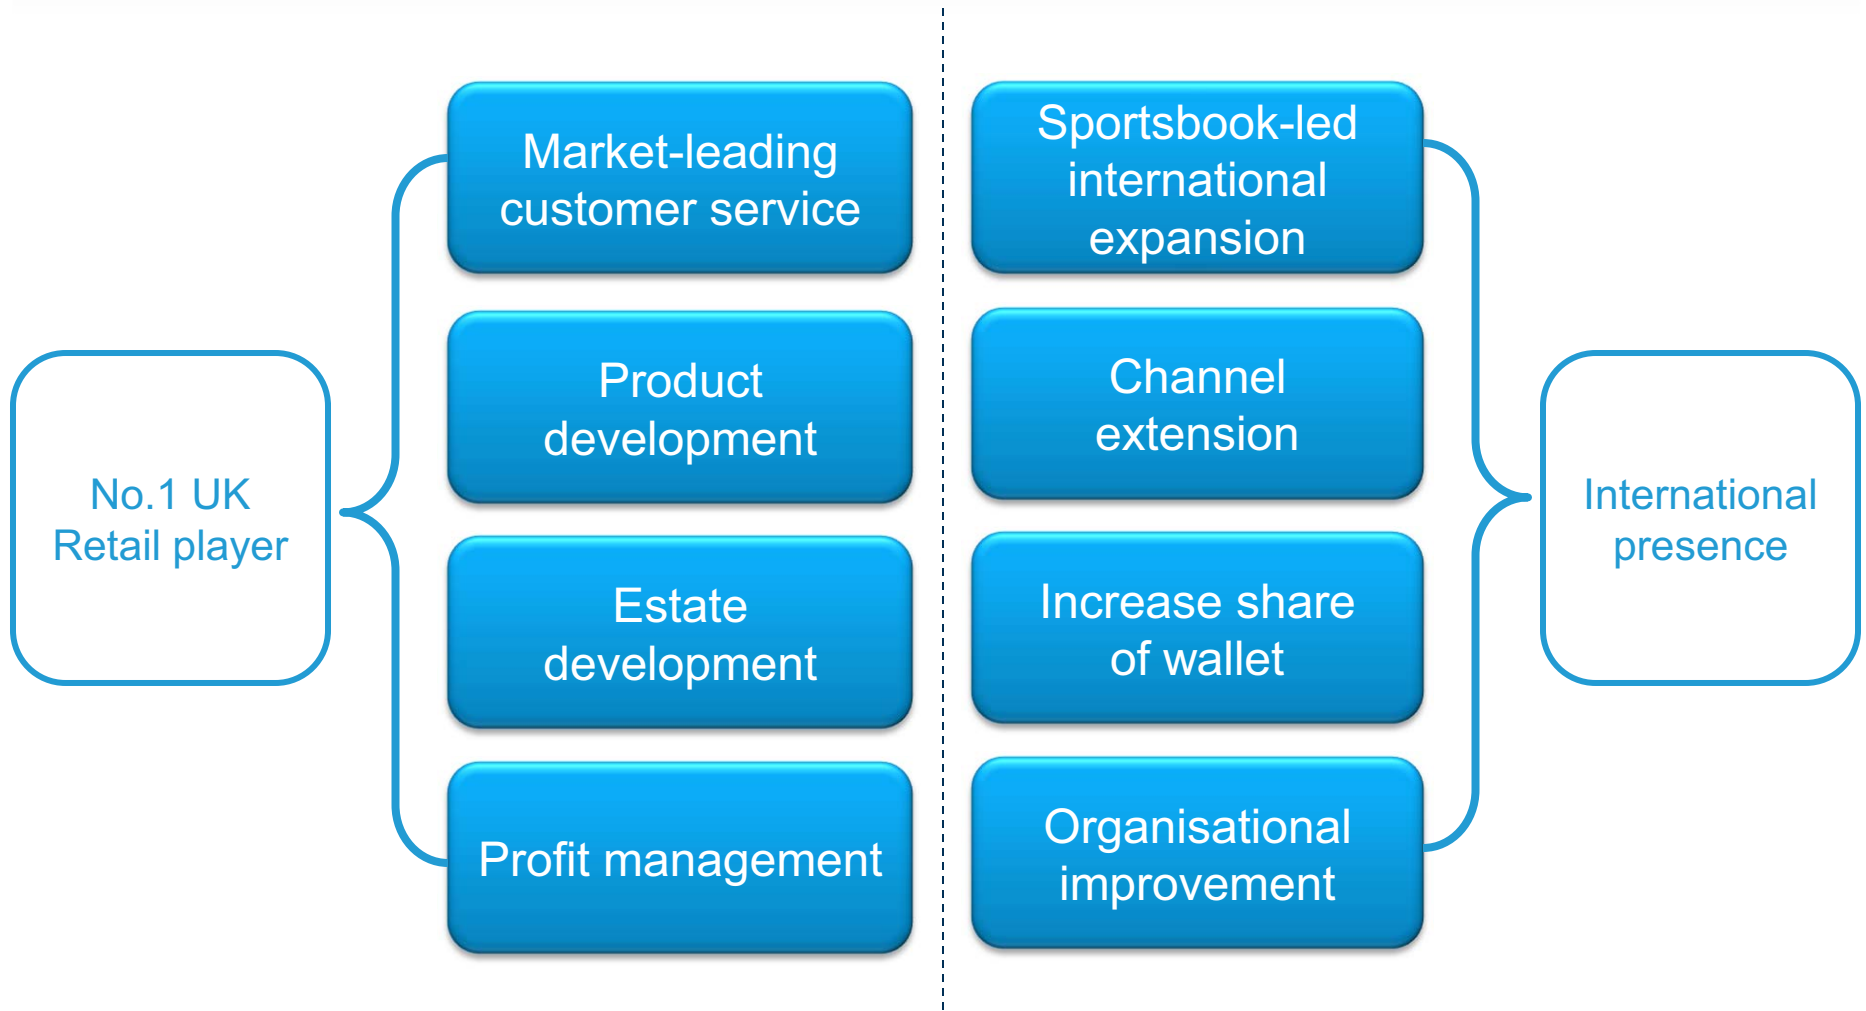 No.1 UK
Retail player
Market-leading
customer service
Product
development
Estate
development
Profit management
Sportsbook-led
international
expansion
Channel
extension
Increase share
of wallet
Organisational
improvement
International
presence